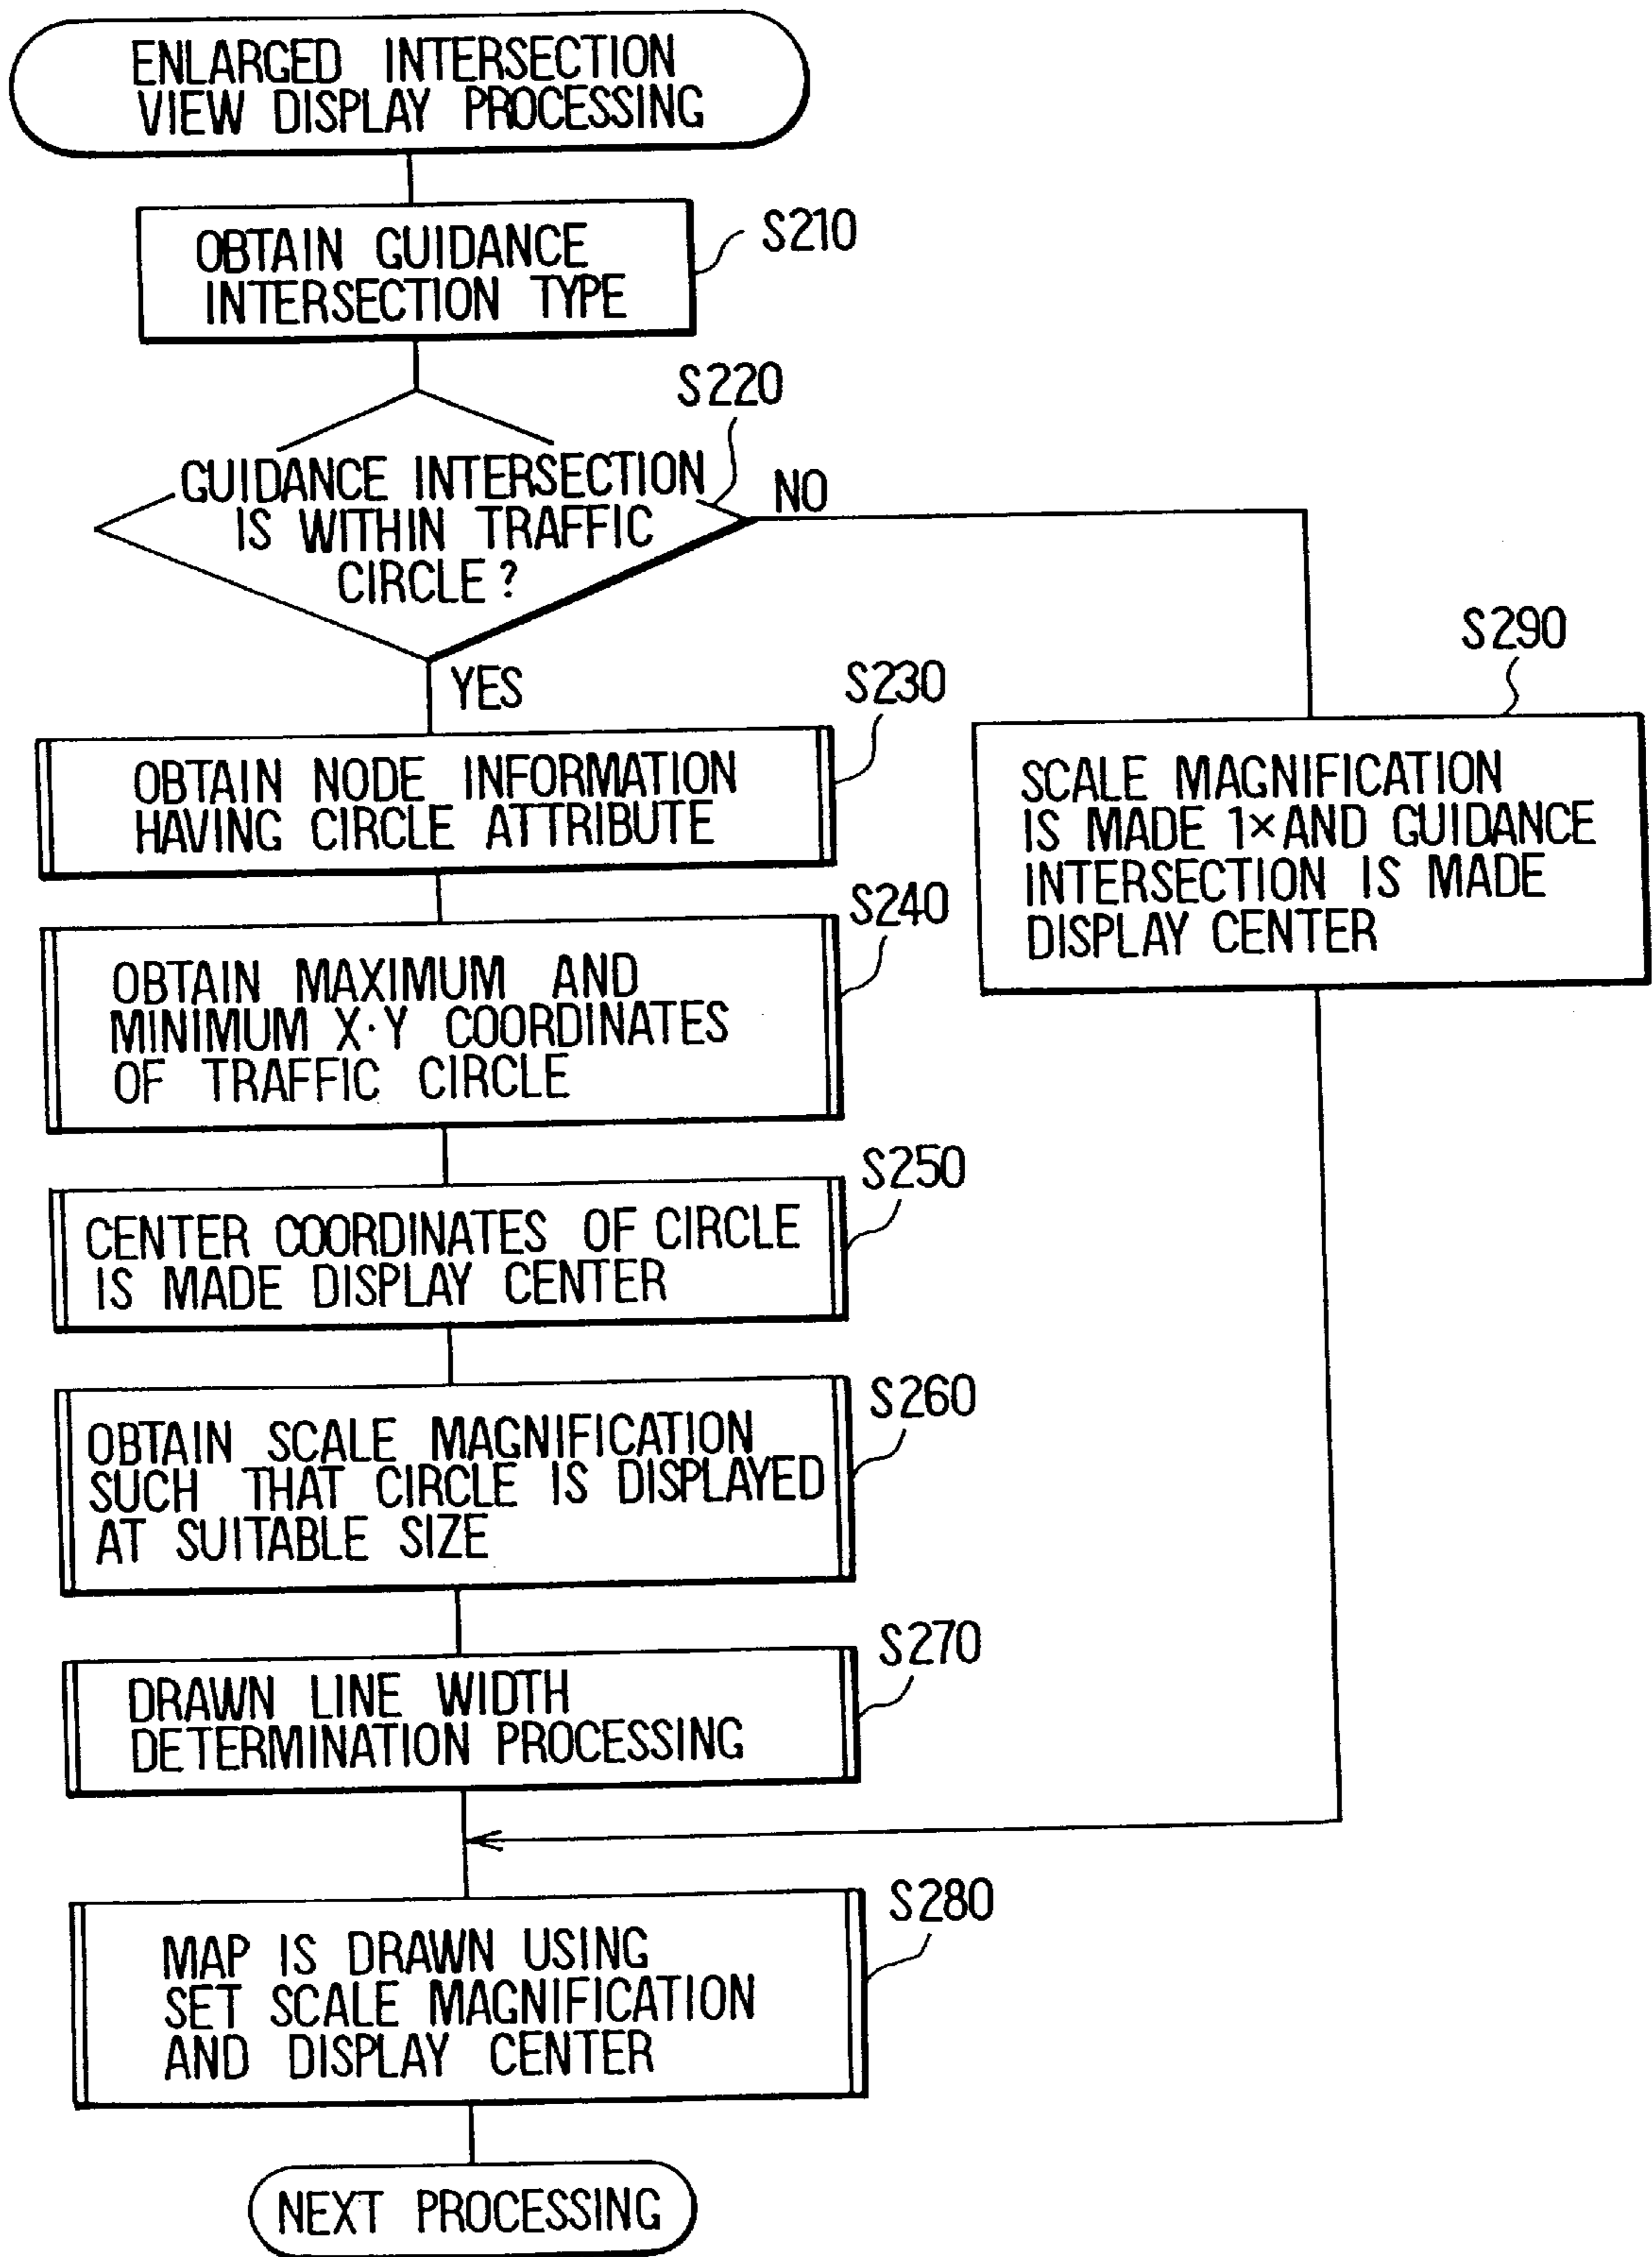 ENLARGED INTERSECTION
VIEW DISPLAY PROCESSING
OBTAIN GUIDANCE
INTERSECTION TYPE
S210
S220
GUIDANCE INTERSECTION
IS WITHIN TRAFFIC
CIRCLE?
NO
YES
S230
OBTAIN NODE INFORMATION
HAVING CIRCLE ATTRIBUTE
S290
SCALE MAGNIFICATION
IS MADE 1× AND GUIDANCE
INTERSECTION IS MADE
DISPLAY CENTER
S240
OBTAIN MAXIMUM AND
MINIMUM X·Y COORDINATES
OF TRAFFIC CIRCLE
S250
CENTER COORDINATES OF CIRCLE
IS MADE DISPLAY CENTER
S260
OBTAIN SCALE MAGNIFICATION
SUCH THAT CIRCLE IS DISPLAYED
AT SUITABLE SIZE
S270
DRAWN LINE WIDTH
DETERMINATION PROCESSING
S280
MAP IS DRAWN USING
SET SCALE MAGNIFICATION
AND DISPLAY CENTER
NEXT PROCESSING